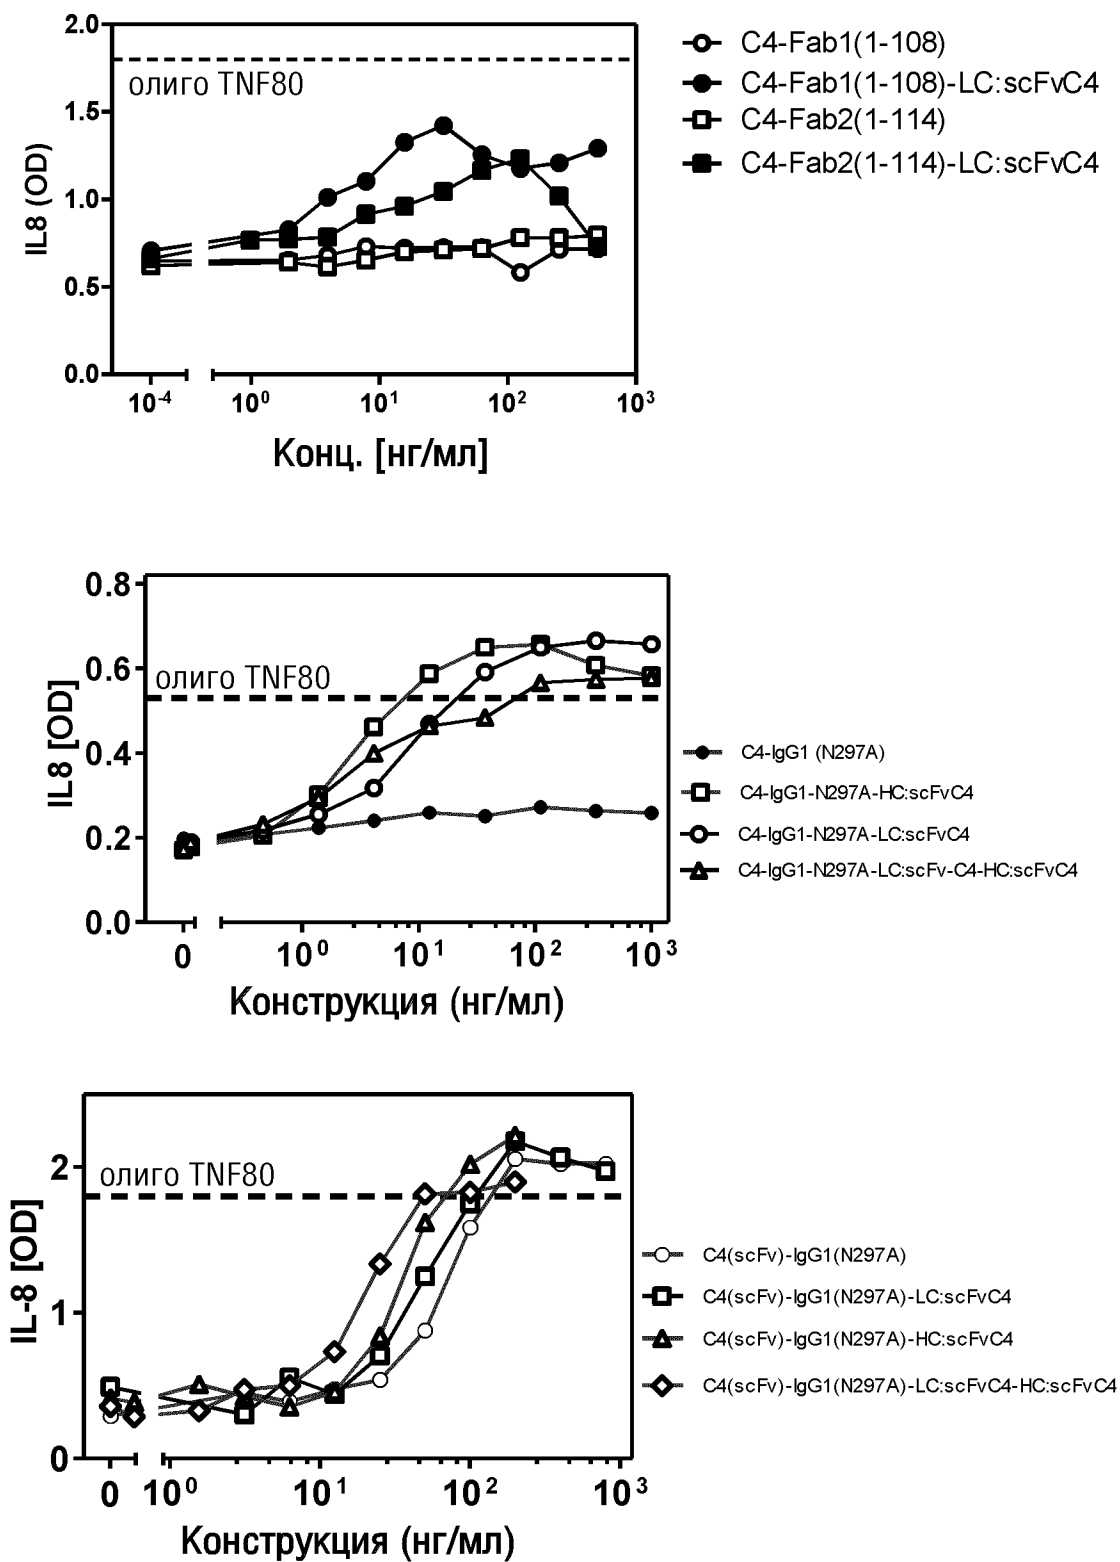 2.0
олиго TNF80
1.5
1.0
0.5
0.0
IL8 (OD)
10-4 100 101 102 103
Конц. [нг/мл]
C4-Fab1(1-108)
C4-Fab1(1-108)-LC:scFvC4
C4-Fab2(1-114)
C4-Fab2(1-114)-LC:scFvC4
0.8
олиго TNF80
0.6
0.4
0.2
0.0
IL8 [OD]
0 100 101 102 103
Конструкция (нг/мл)
C4-IgG1 (N297A)
C4-IgG1-N297A-HC:scFvC4
C4-IgG1-N297A-LC:scFvC4
C4-IgG1-N297A-LC:scFv-C4-HC:scFvC4
2
олиго TNF80
1
0
IL-8 [OD]
0 100 101 102 103
Конструкция (нг/мл)
C4(scFv)-IgG1(N297A)
C4(scFv)-IgG1(N297A)-LC:scFvC4
C4(scFv)-IgG1(N297A)-HC:scFvC4
C4(scFv)-IgG1(N297A)-LC:scFvC4-HC:scFvC4